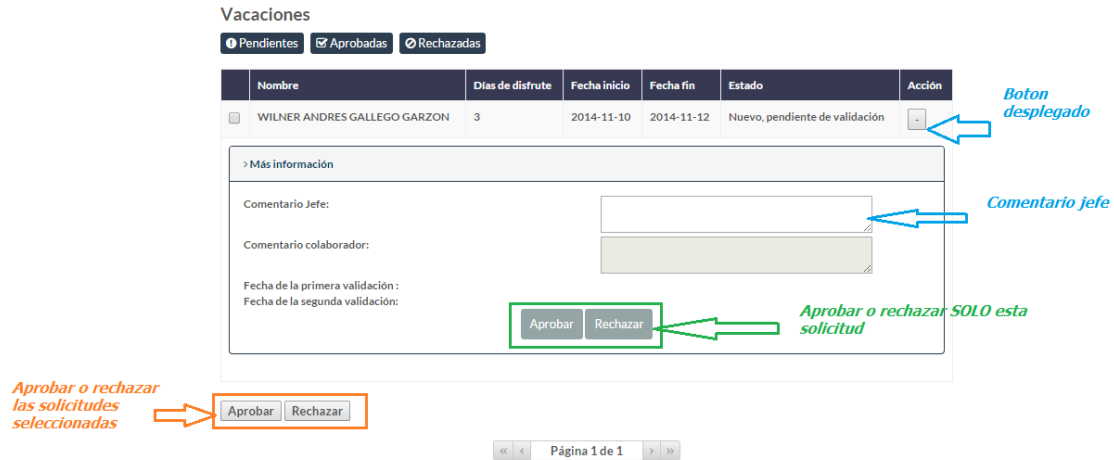 Vacaciones
Pendientes Aprobadas Rechazadas
Nombre Días de disfrute Fecha inicio Fecha fin Estado Acción
WILNER ANDRES GALLEGO GARZON 3 2014-11-10 2014-11-12 Nuevo, pendiente de validación -
Boton
desplegado
> Más información
Comentario Jefe:
Comentario jefe
Comentario colaborador:
Fecha de la primera validación :
Fecha de la segunda validación:
Aprobar Rechazar
Aprobar o rechazar SOLO esta
solicitud
Aprobar o rechazar
las solicitudes
seleccionadas
Aprobar Rechazar
« ‹ Página 1 de 1 › »